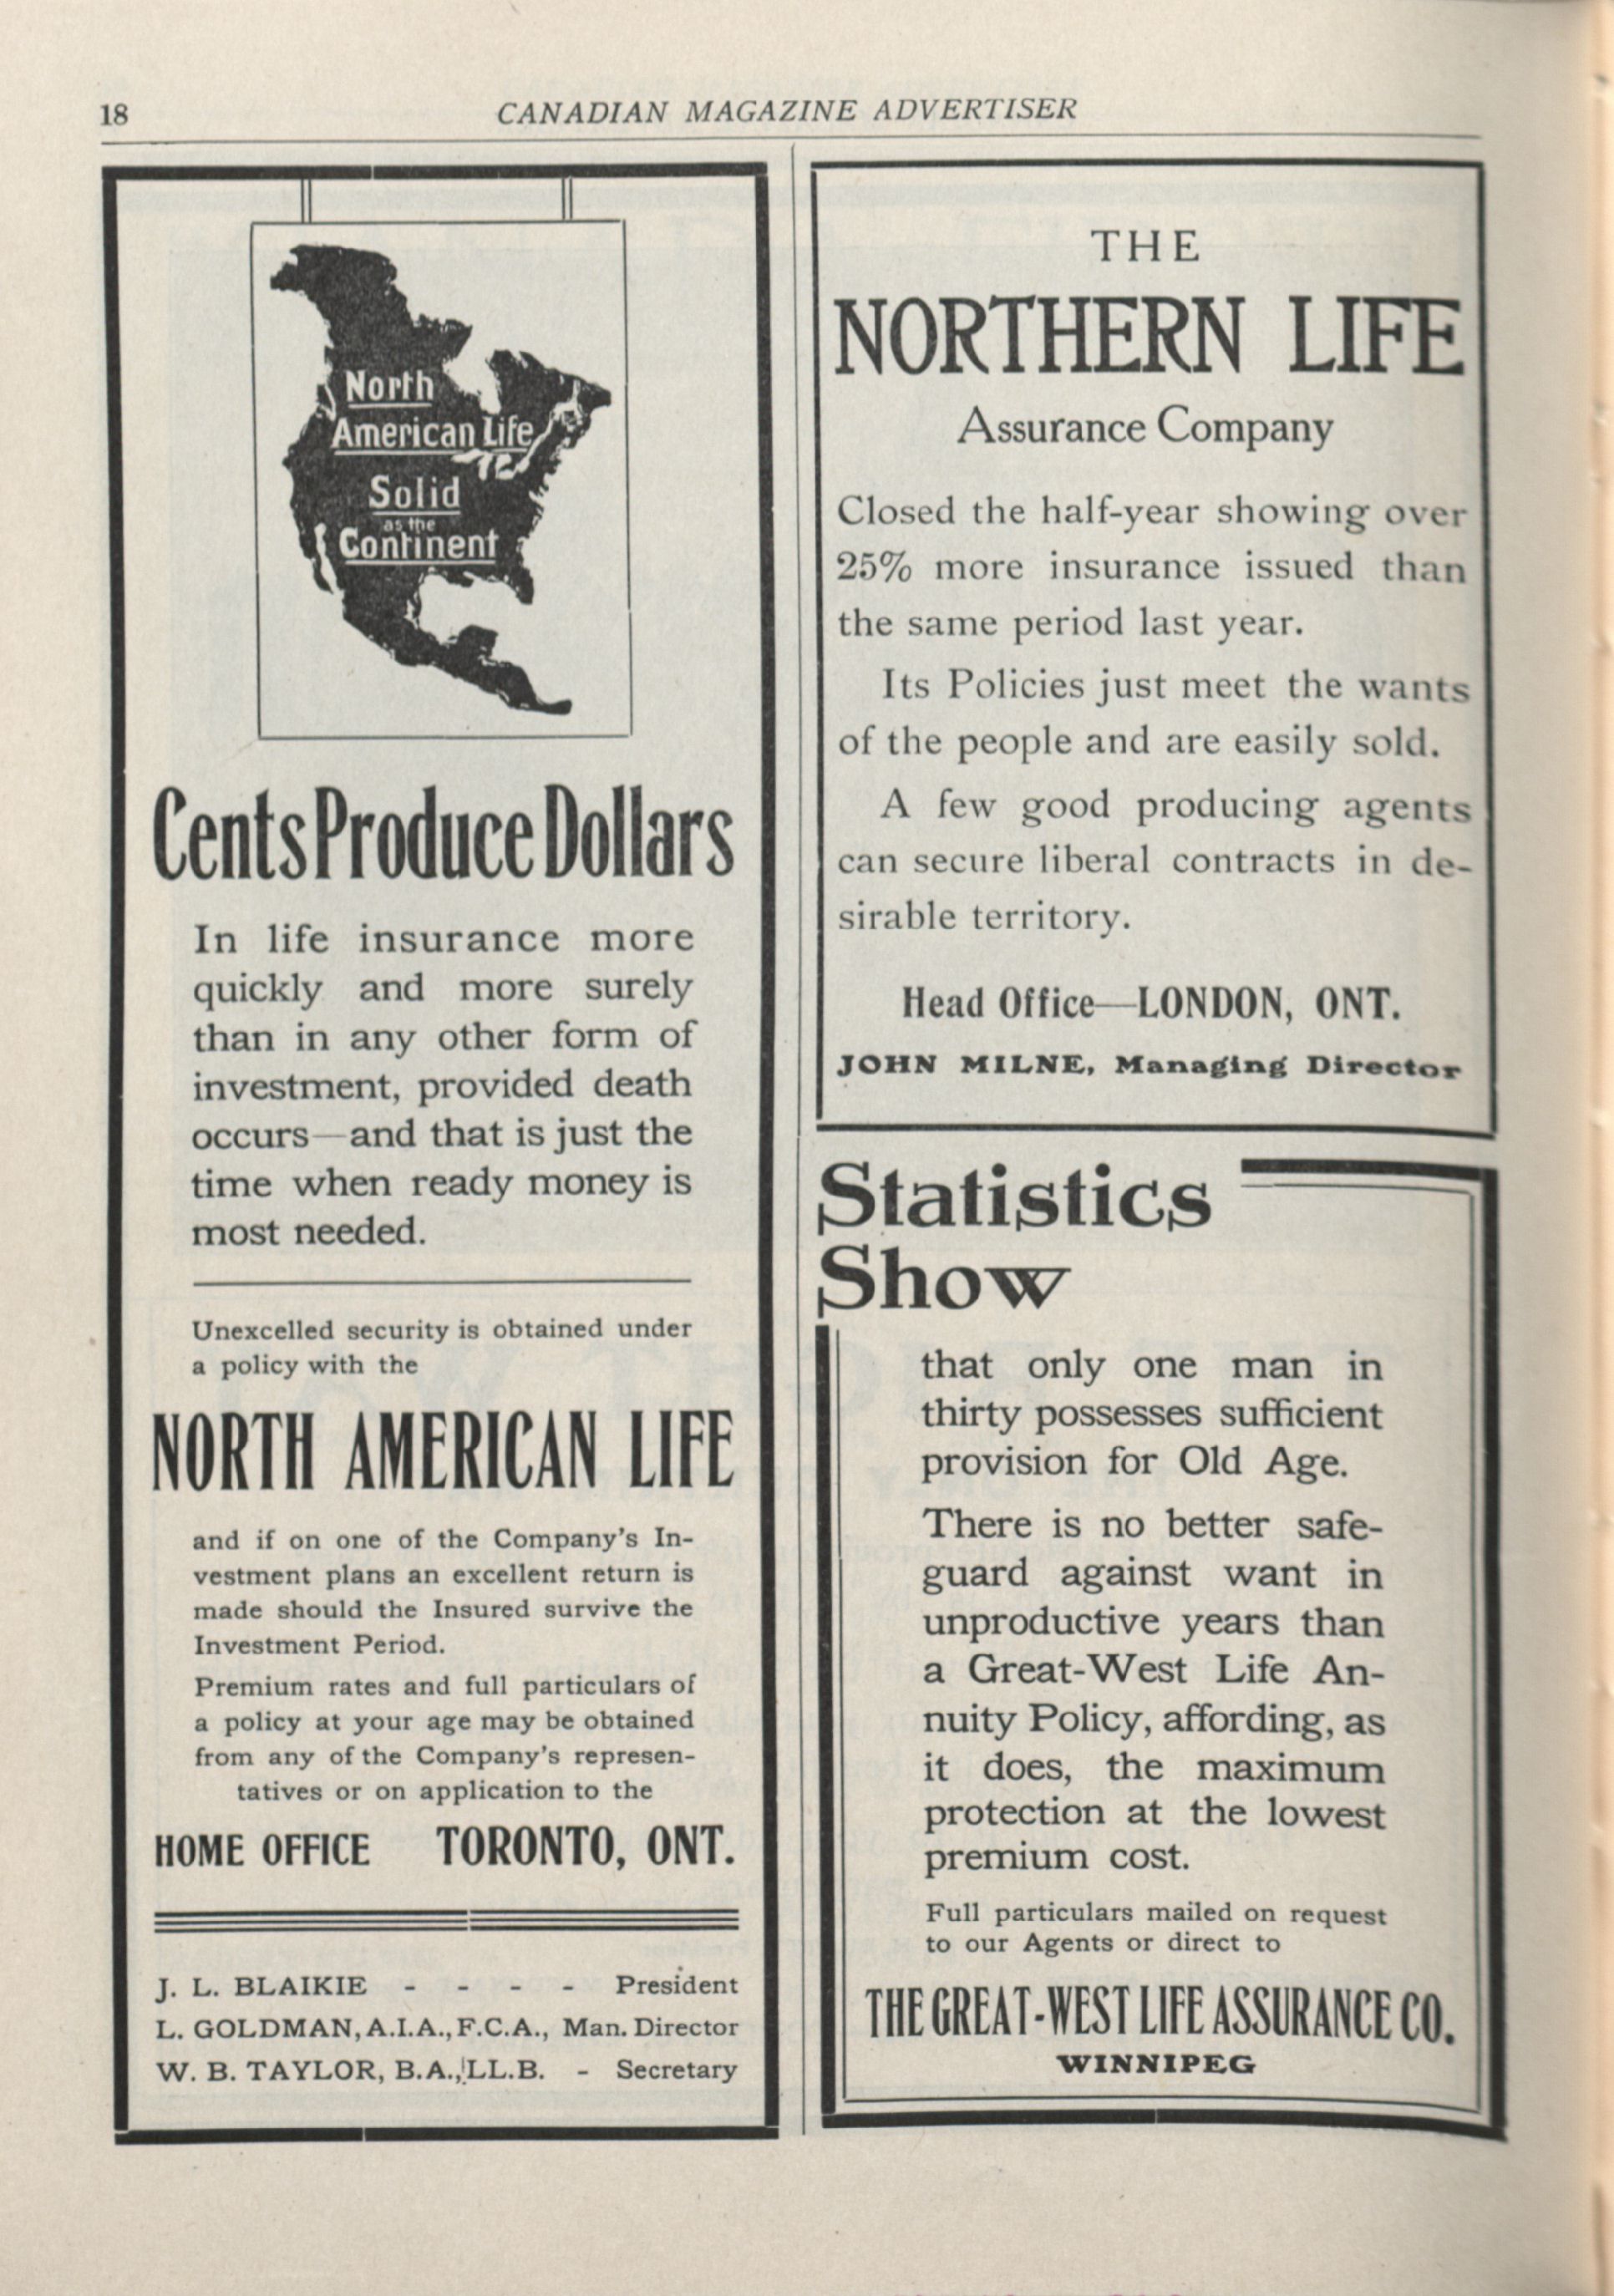 18
CANADIAN MAGAZINE ADVERTISER
North
American Life
Solid
as the
Continent
Cents Produce Dollars
In life insurance more
quickly and more surely
than in any other form of
investment, provided death
occurs—and that is just the
time when ready money is
most needed.
Unexcelled security is obtained under
a policy with the
NORTH AMERICAN LIFE
and if on one of the Company's In-
vestment plans an excellent return is
made should the Insured survive the
Investment Period.
Premium rates and full particulars of
a policy at your age may be obtained
from any of the Company's represen-
tatives or on application to the
HOME OFFICE TORONTO, ONT.
J. L. BLAIKIE - - - - President
L. GOLDMAN, A.I.A., F.C.A., Man. Director
W. B. TAYLOR, B.A., LL.B. - Secretary
THE
NORTHERN LIFE
Assurance Company
Closed the half-year showing over
25% more insurance issued than
the same period last year.
Its Policies just meet the wants
of the people and are easily sold.
A few good producing agents
can secure liberal contracts in de-
sirable territory.
Head Office—LONDON, ONT.
JOHN MILNE, Managing Director
Statistics
Show
that only one man in
thirty possesses sufficient
provision for Old Age.
There is no better safe-
guard against want in
unproductive years than
a Great-West Life An-
nuity Policy, affording, as
it does, the maximum
protection at the lowest
premium cost.
Full particulars mailed on request
to our Agents or direct to
THE GREAT-WEST LIFE ASSURANCE CO.
WINNIPEG